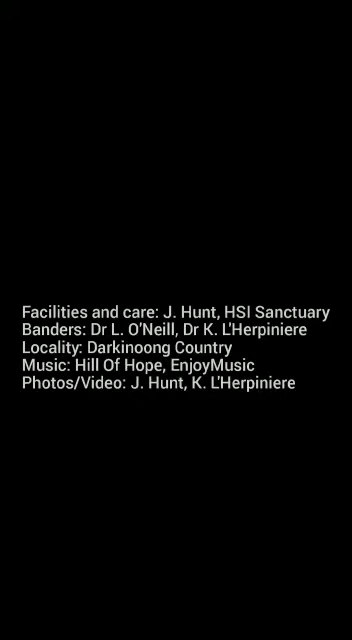 Facilities and care: J. Hunt, HSI Sanctuary
Banders: Dr L. O'Neill, Dr K. L'Herpiniere
Locality: Darkinoong Country
Music: Hill Of Hope, EnjoyMusic
Photos/Video: J. Hunt, K. L'Herpiniere